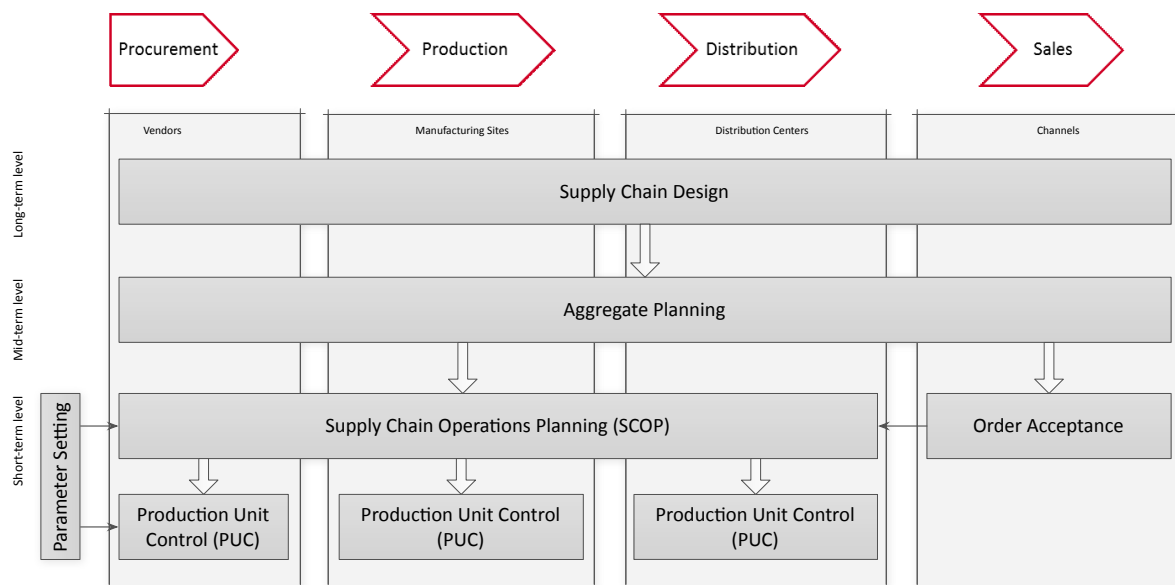 Procurement
Production
Distribution
Sales
Vendors
Manufacturing Sites
Distribution Centers
Channels
Long-term level
Supply Chain Design
Mid-term level
Aggregate Planning
Short-term level
Parameter Setting
Supply Chain Operations Planning (SCOP)
Order Acceptance
Production Unit
Control (PUC)
Production Unit Control
(PUC)
Production Unit Control
(PUC)